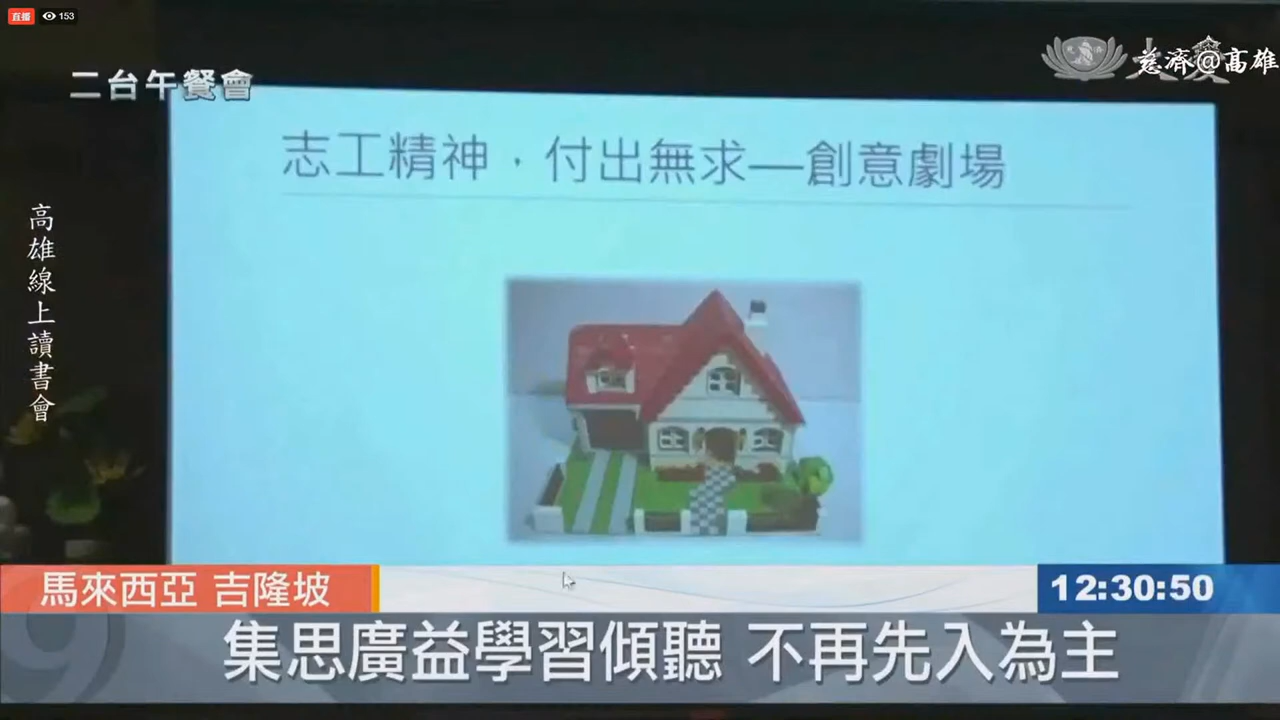 直播 153
慈濟@高雄
二台午餐會
志工精神，付出無求—創意劇場
高雄線上讀書會
馬來西亞 吉隆坡
12:30:50
集思廣益學習傾聽 不再先入為主